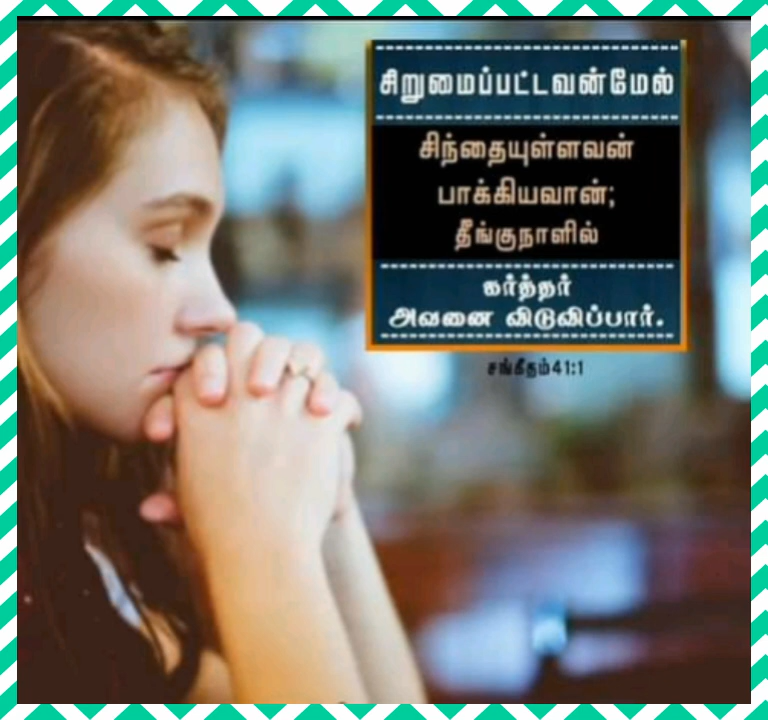 சிறுமைப்பட்டவன்மேல்
சிந்தையுள்ளவன்
பாக்கியவான்;
தீங்குநாளில்
கர்த்தர்
அவனை விடுவிப்பார்.
சங்கீதம்41:1